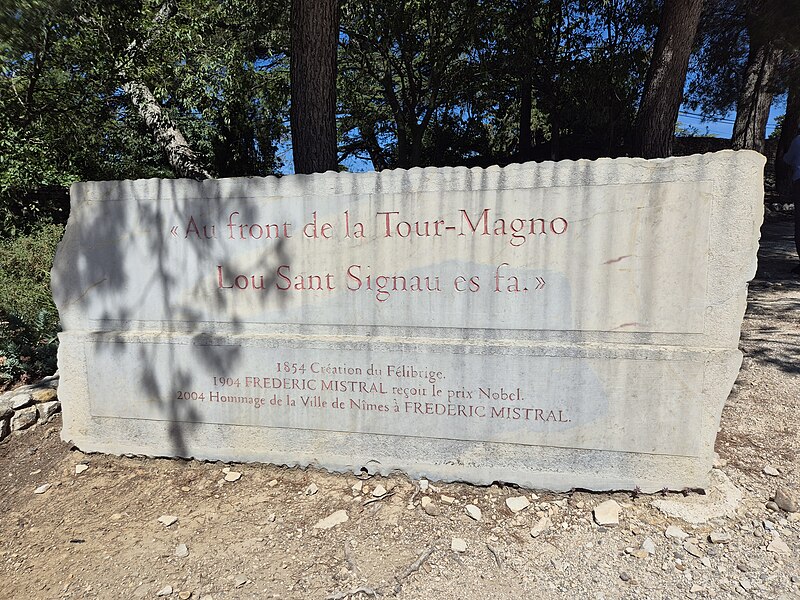 « Au front de la Tour-Magno
Lou Sant Signau es fa. »
1854 Création du Félibrige.
1904 FREDERIC MISTRAL reçoit le prix Nobel.
2004 Hommage de la Ville de Nîmes à FREDERIC MISTRAL.